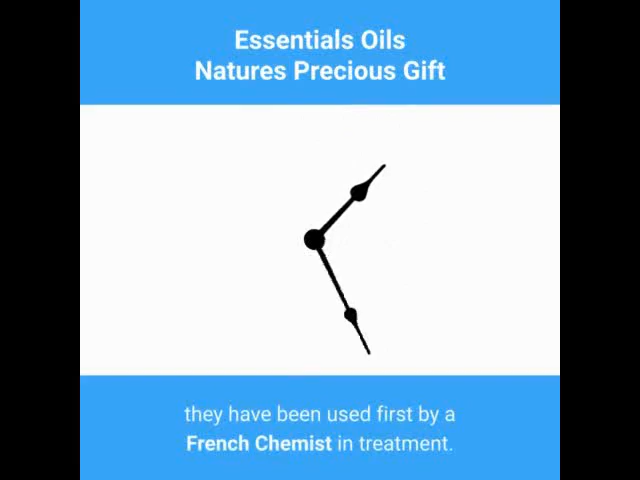 Essentials Oils
Natures Precious Gift
they have been used first by a
French Chemist in treatment.